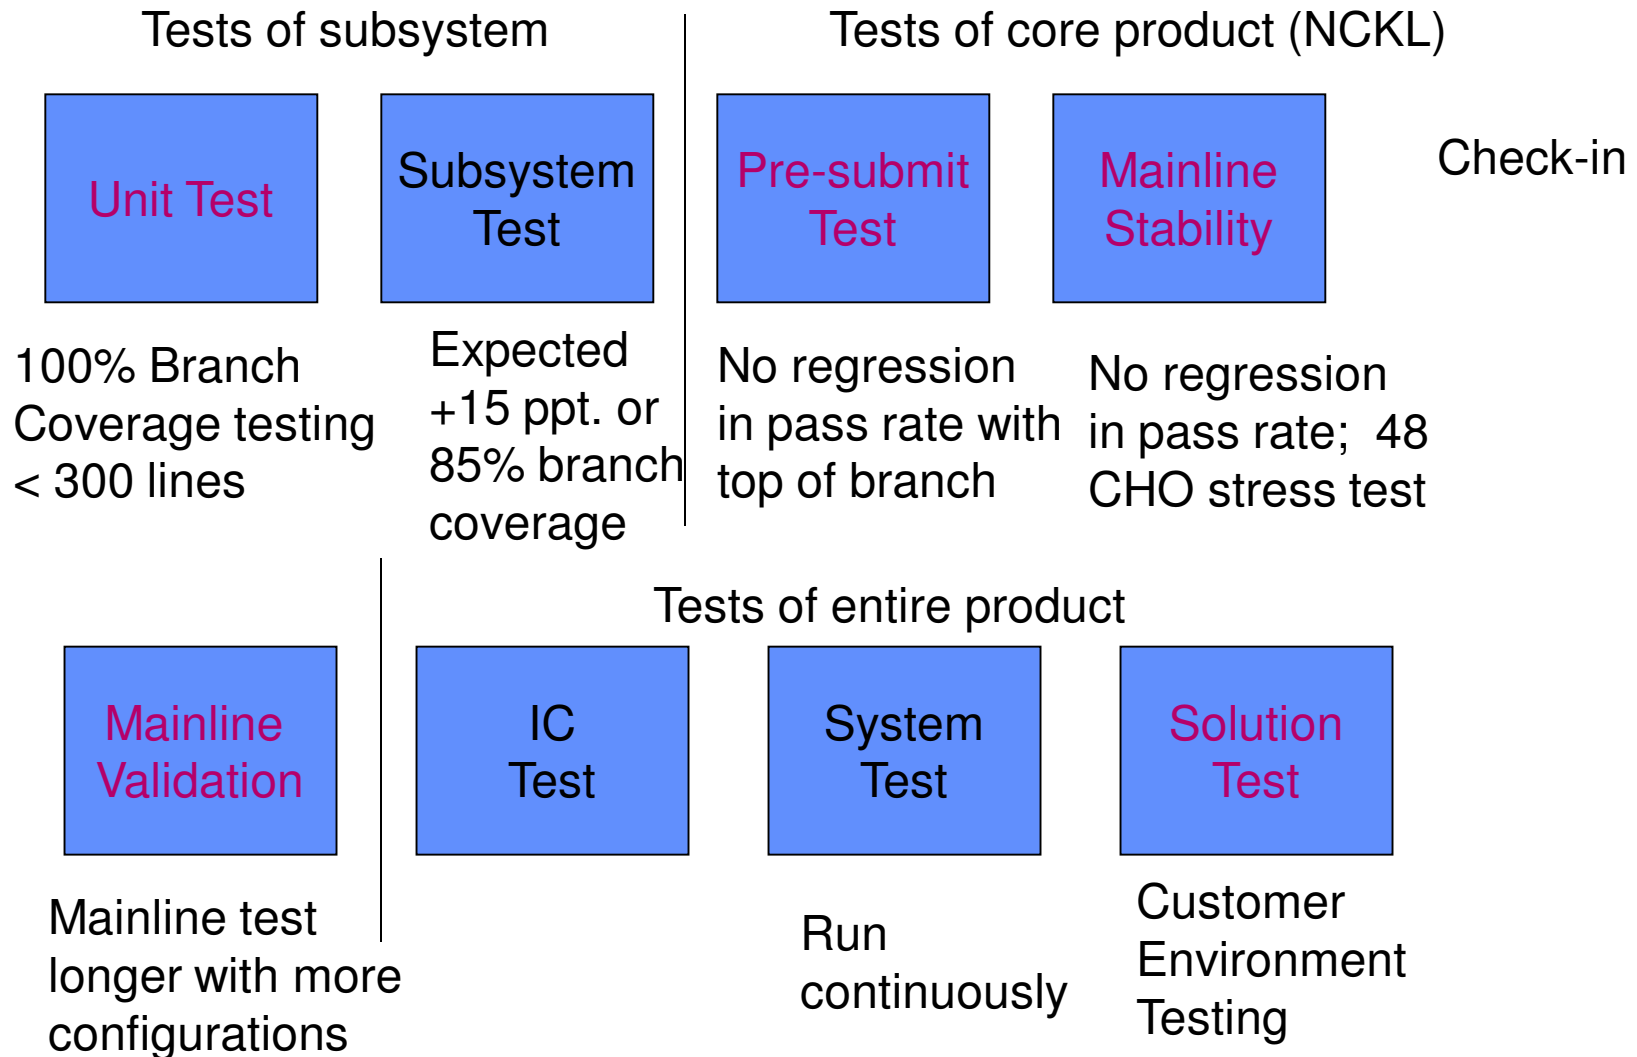 Tests of subsystem
Tests of core product (NCKL)
Unit Test
Subsystem
Test
Pre-submit
Test
Mainline
Stability
Check-in
100% Branch
Coverage testing
< 300 lines
Expected
+15 ppt. or
85% branch
coverage
No regression
in pass rate with
top of branch
No regression
in pass rate;  48
CHO stress test
Tests of entire product
Mainline
Validation
IC
Test
System
Test
Solution
Test
Mainline test
longer with more
configurations
Run
continuously
Customer
Environment
Testing